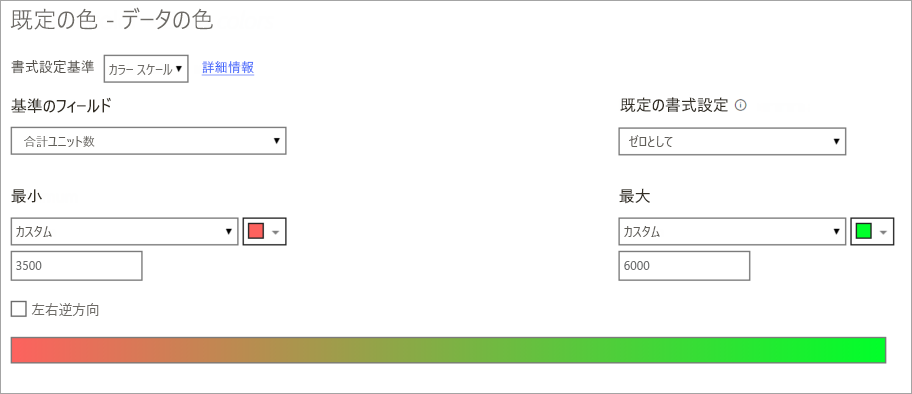 既定の色 - データの色
書式設定基準 カラー スケール 詳細情報
基準のフィールド 既定の書式設定
合計ユニット数 ゼロとして
最小 最大
カスタム カスタム
3500 6000
左右逆方向